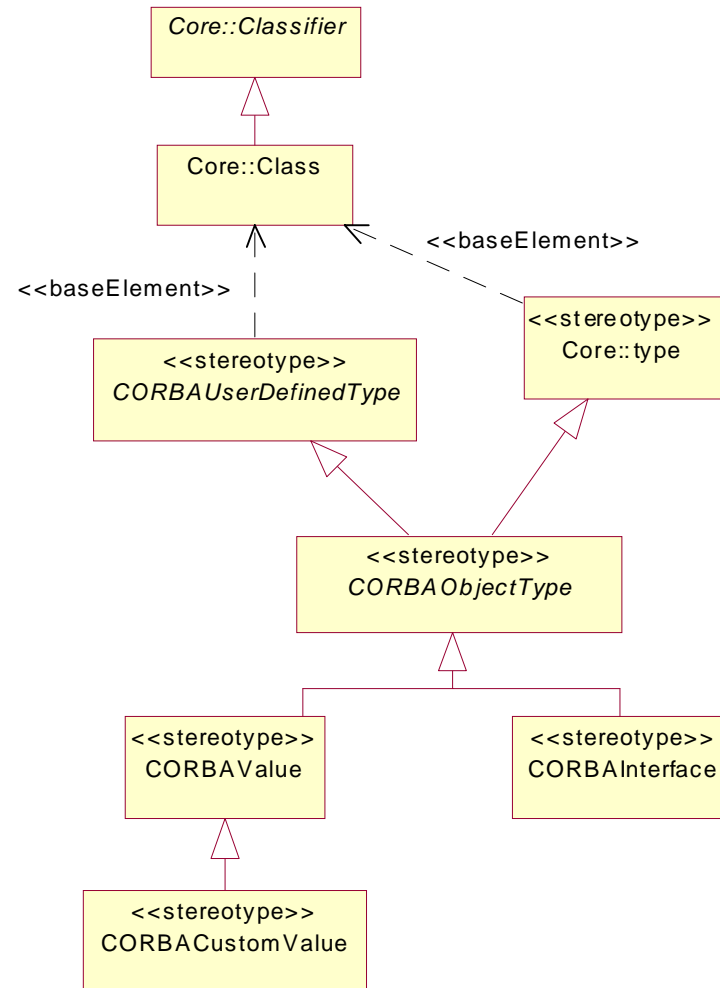 Core::Classifier
Core::Class
<<baseElement>>
<<baseElement>>
<<stereotype>>
Core::type
<<stereotype>>
CORBAUserDefinedType
<<stereotype>>
CORBAObjectType
<<stereotype>>
CORBAValue
<<stereotype>>
CORBAInterface
<<stereotype>>
CORBACustomValue